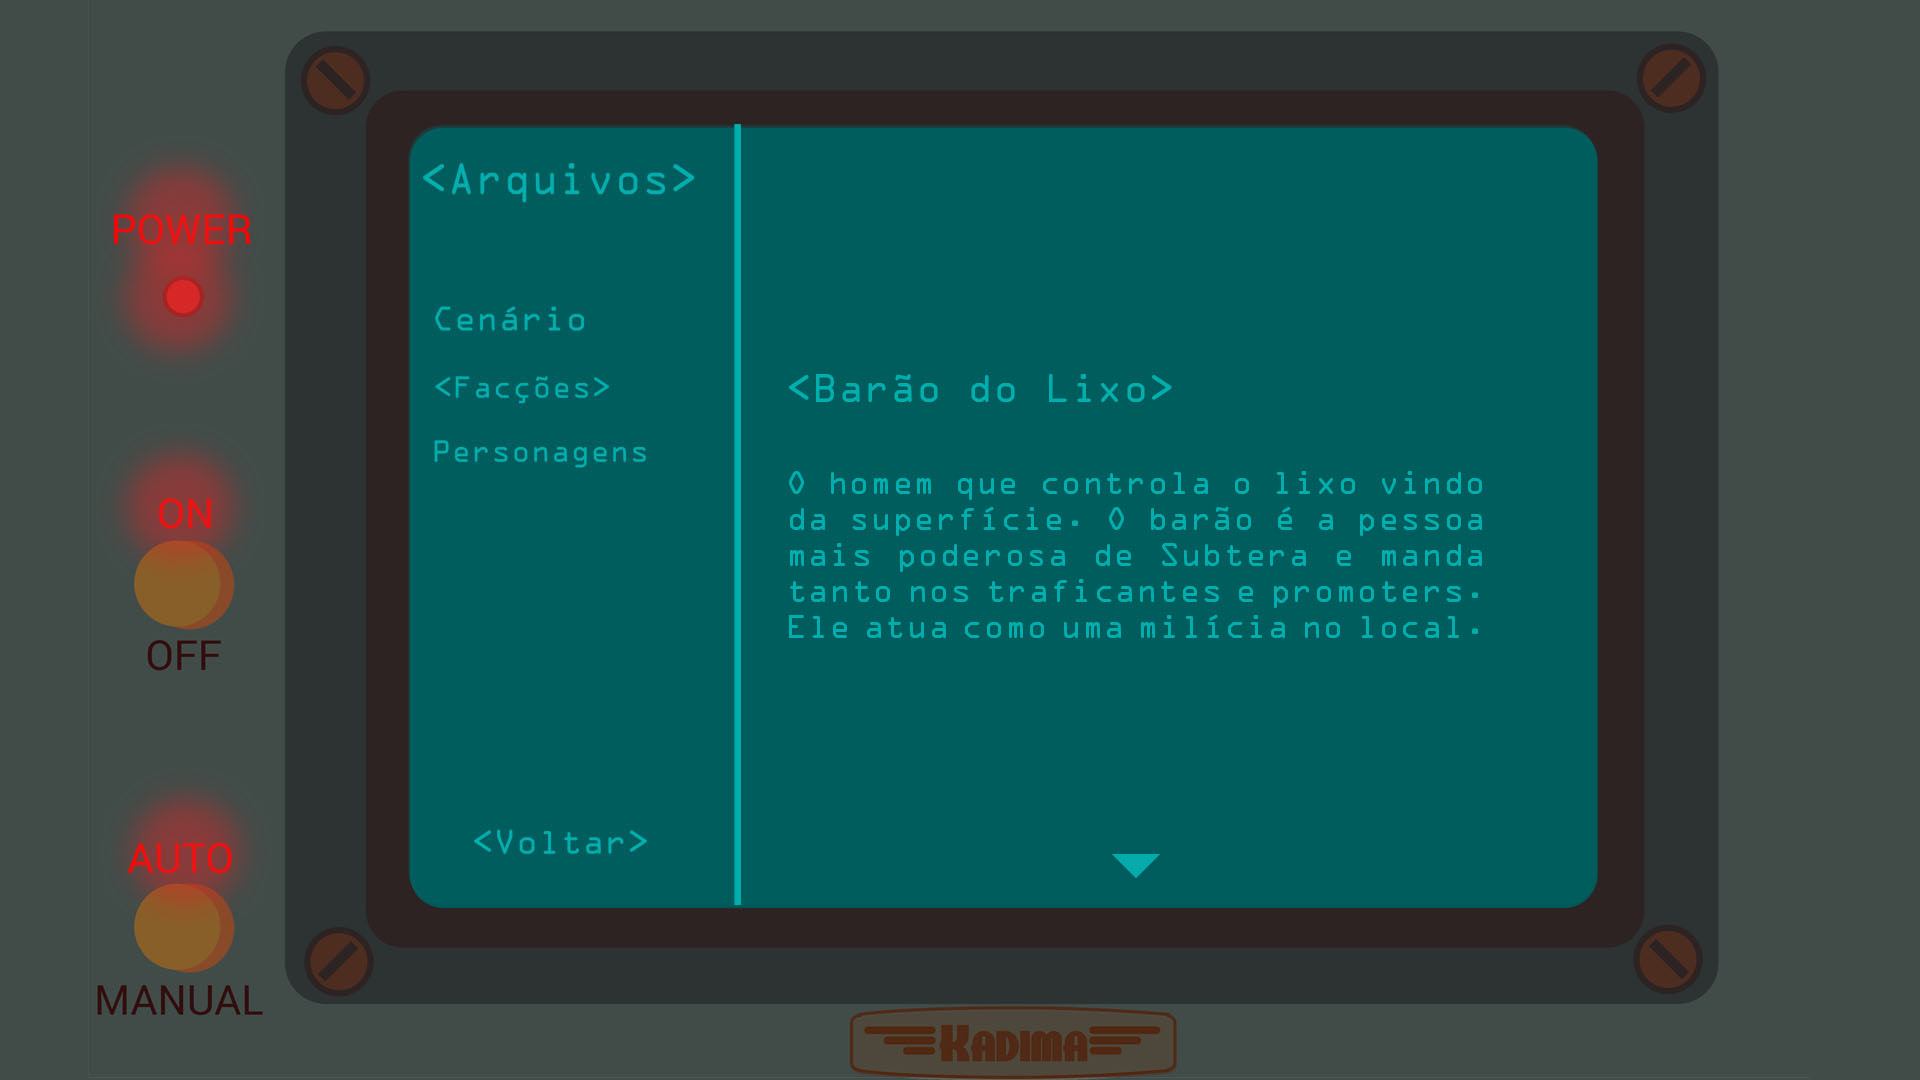 POWER
ON
OFF
AUTO
MANUAL
<Arquivos>
Cenário
<Facções>
Personagens
<Voltar>
<Barão do Lixo>
O homem que controla o lixo vindo
da superfície. O barão é a pessoa
mais poderosa de Subtera e manda
tanto nos traficantes e promoters.
Ele atua como uma milícia no local.
KADIMA